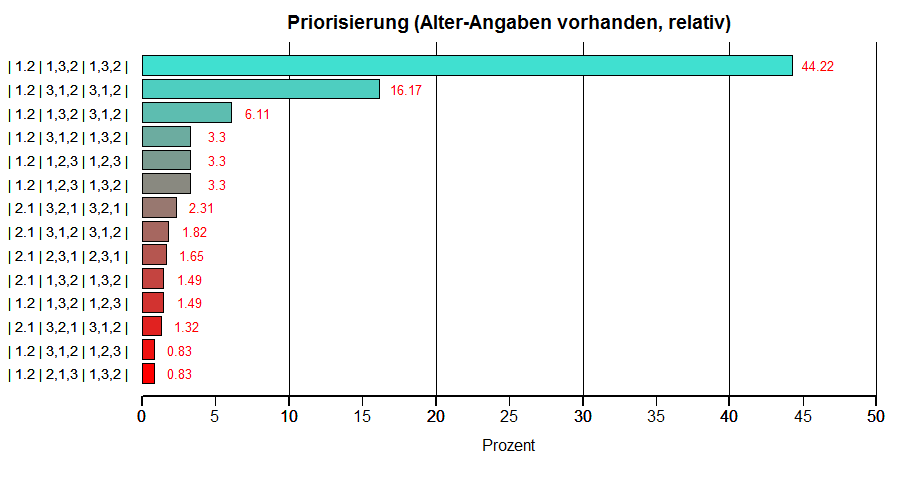 Priorisierung (Alter-Angaben vorhanden, relativ)
| 1.2 | 1,3,2 | 1,3,2 | 44.22
| 1.2 | 3,1,2 | 3,1,2 | 16.17
| 1.2 | 1,3,2 | 3,1,2 | 6.11
| 1.2 | 3,1,2 | 1,3,2 | 3.3
| 1.2 | 1,2,3 | 1,2,3 | 3.3
| 1.2 | 1,2,3 | 1,3,2 | 3.3
| 2.1 | 3,2,1 | 3,2,1 | 2.31
| 2.1 | 3,1,2 | 3,1,2 | 1.82
| 2.1 | 2,3,1 | 2,3,1 | 1.65
| 2.1 | 1,3,2 | 1,3,2 | 1.49
| 1.2 | 1,3,2 | 1,2,3 | 1.49
| 2.1 | 3,2,1 | 3,1,2 | 1.32
| 1.2 | 3,1,2 | 1,2,3 | 0.83
| 1.2 | 2,1,3 | 1,3,2 | 0.83
0 5 10 15 20 25 30 35 40 45 50
Prozent